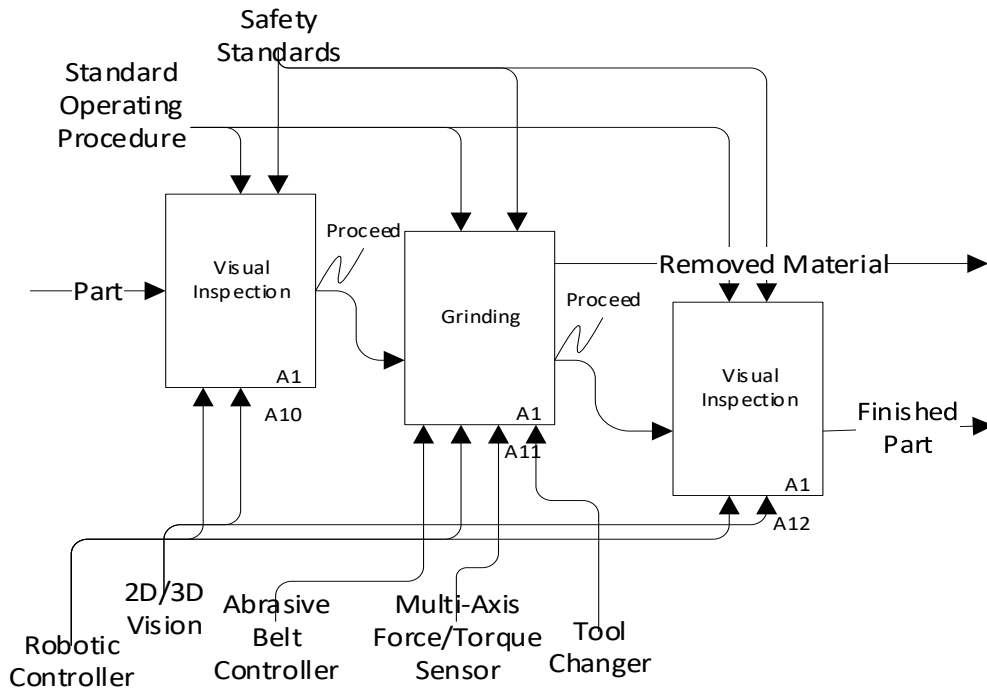 Safety
Standards
Standard
Operating
Procedure
Proceed
Visual
Inspection
Part
A1
A10
Removed Material
Proceed
Grinding
A1
A11
Visual
Inspection
A1
A12
Finished
Part
2D/3D
Vision
Robotic
Controller
Abrasive
Belt
Controller
Multi-Axis
Force/Torque
Sensor
Tool
Changer